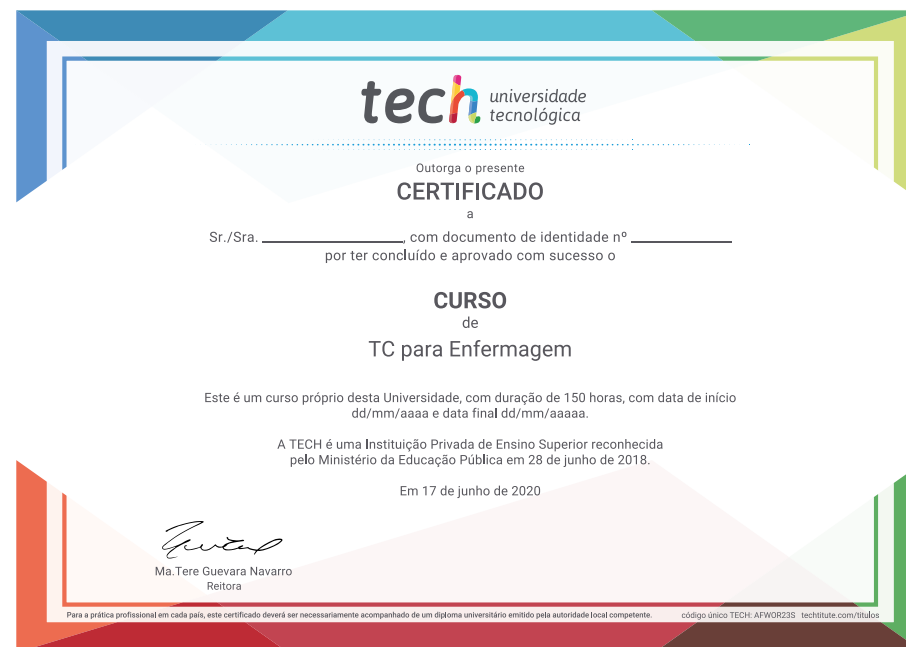 tech universidade
tecnológica
Outorga o presente
CERTIFICADO
a
Sr./Sra. ____________________, com documento de identidade nº ______________
por ter concluído e aprovado com sucesso o
CURSO
de
TC para Enfermagem
Este é um curso próprio desta Universidade, com duração de 150 horas, com data de início
dd/mm/aaaa e data final dd/mm/aaaaa.
A TECH é uma Instituição Privada de Ensino Superior reconhecida
pelo Ministério da Educação Pública em 28 de junho de 2018.
Em 17 de junho de 2020
Ma.Tere Guevara Navarro
Reitora
Para a prática profissional em cada país, este certificado deverá ser necessariamente acompanhado de um diploma universitário emitido pela autoridade local competente. código único TECH: AFWOR23S techtitute.com/titulos